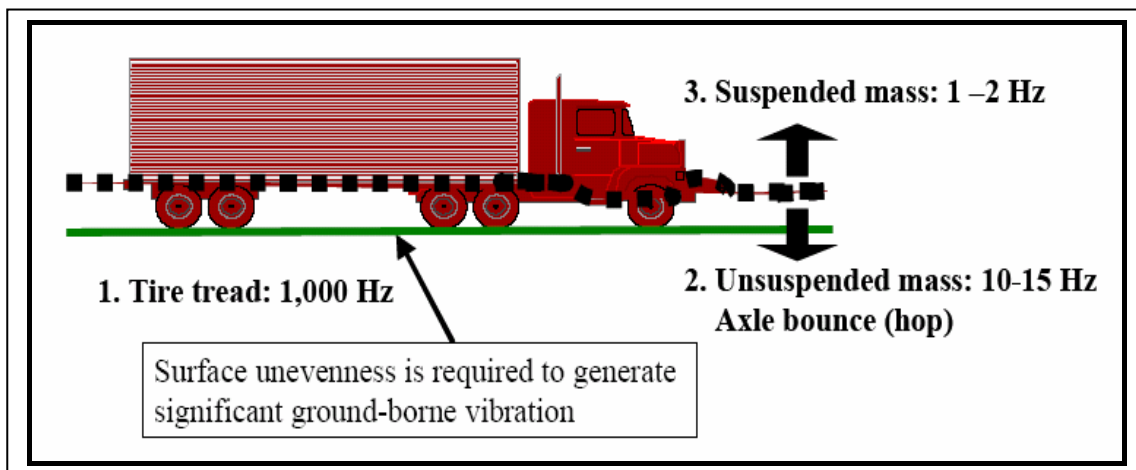 3. Suspended mass: 1 –2 Hz
1. Tire tread: 1,000 Hz
2. Unsuspended mass: 10-15 Hz
Axle bounce (hop)
Surface unevenness is required to generate
significant ground-borne vibration